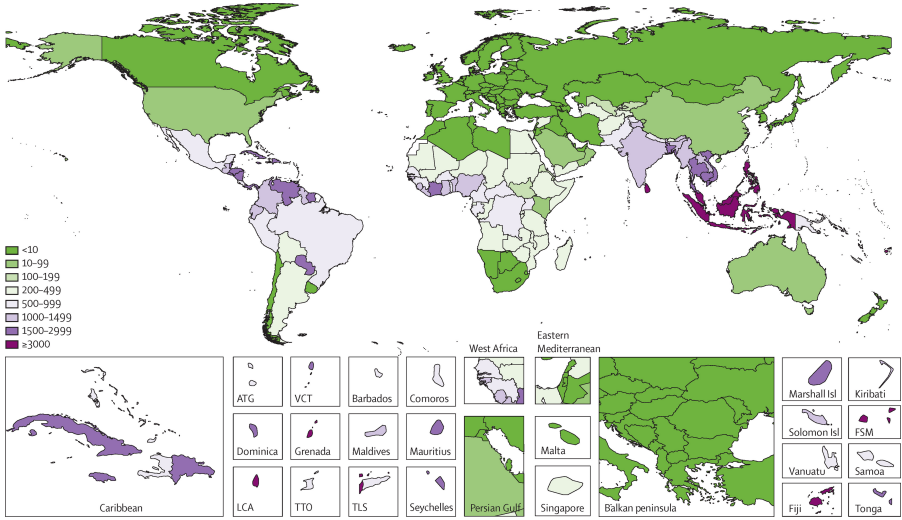 <10
10–99
100–199
200–499
500–999
1000–1499
1500–2999
≥3000
Caribbean
ATG
VCT
Barbados
Comoros
Dominica
Grenada
Maldives
Mauritius
LCA
TTO
TLS
Seychelles
West Africa
Eastern
Mediterranean
Persian Gulf
Malta
Singapore
Balkan peninsula
Marshall Isl
Kiribati
Solomon Isl
FSM
Vanuatu
Samoa
Fiji
Tonga